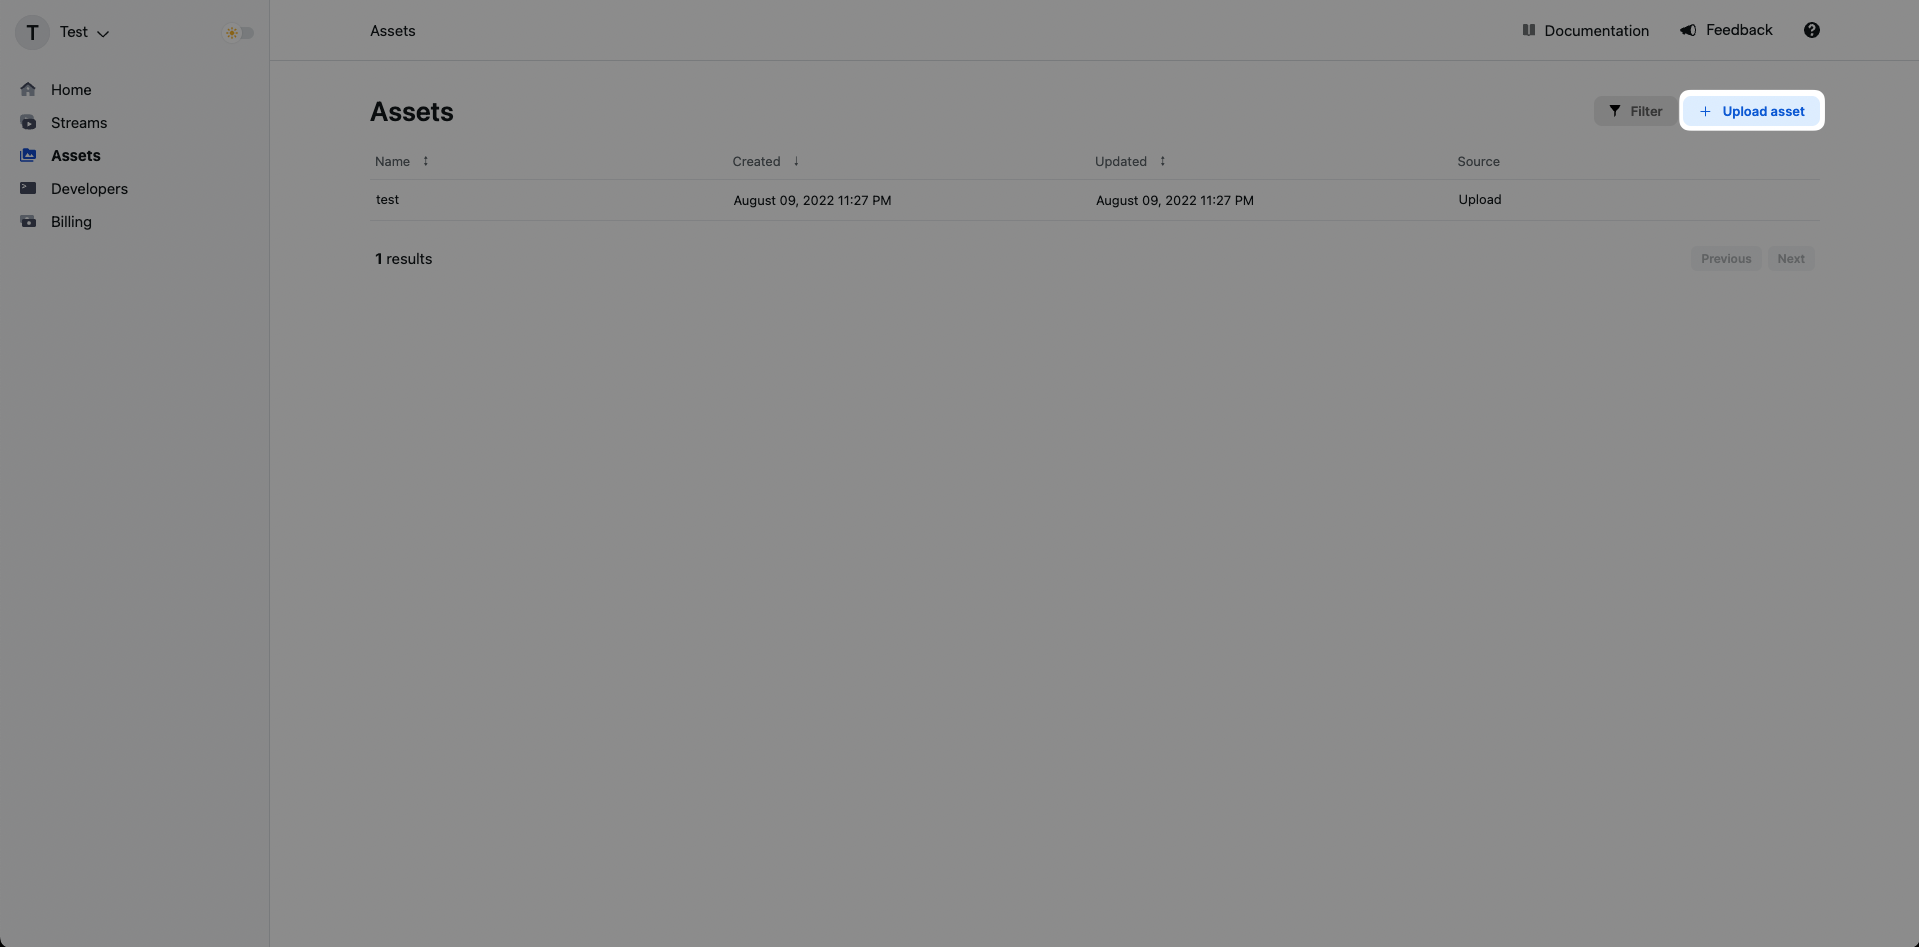 T Test
Assets
Documentation Feedback
Home
Streams
Assets
Developers
Billing
Assets
Filter + Upload asset
Name Created Updated Source
test August 09, 2022 11:27 PM August 09, 2022 11:27 PM Upload
1 results
Previous Next